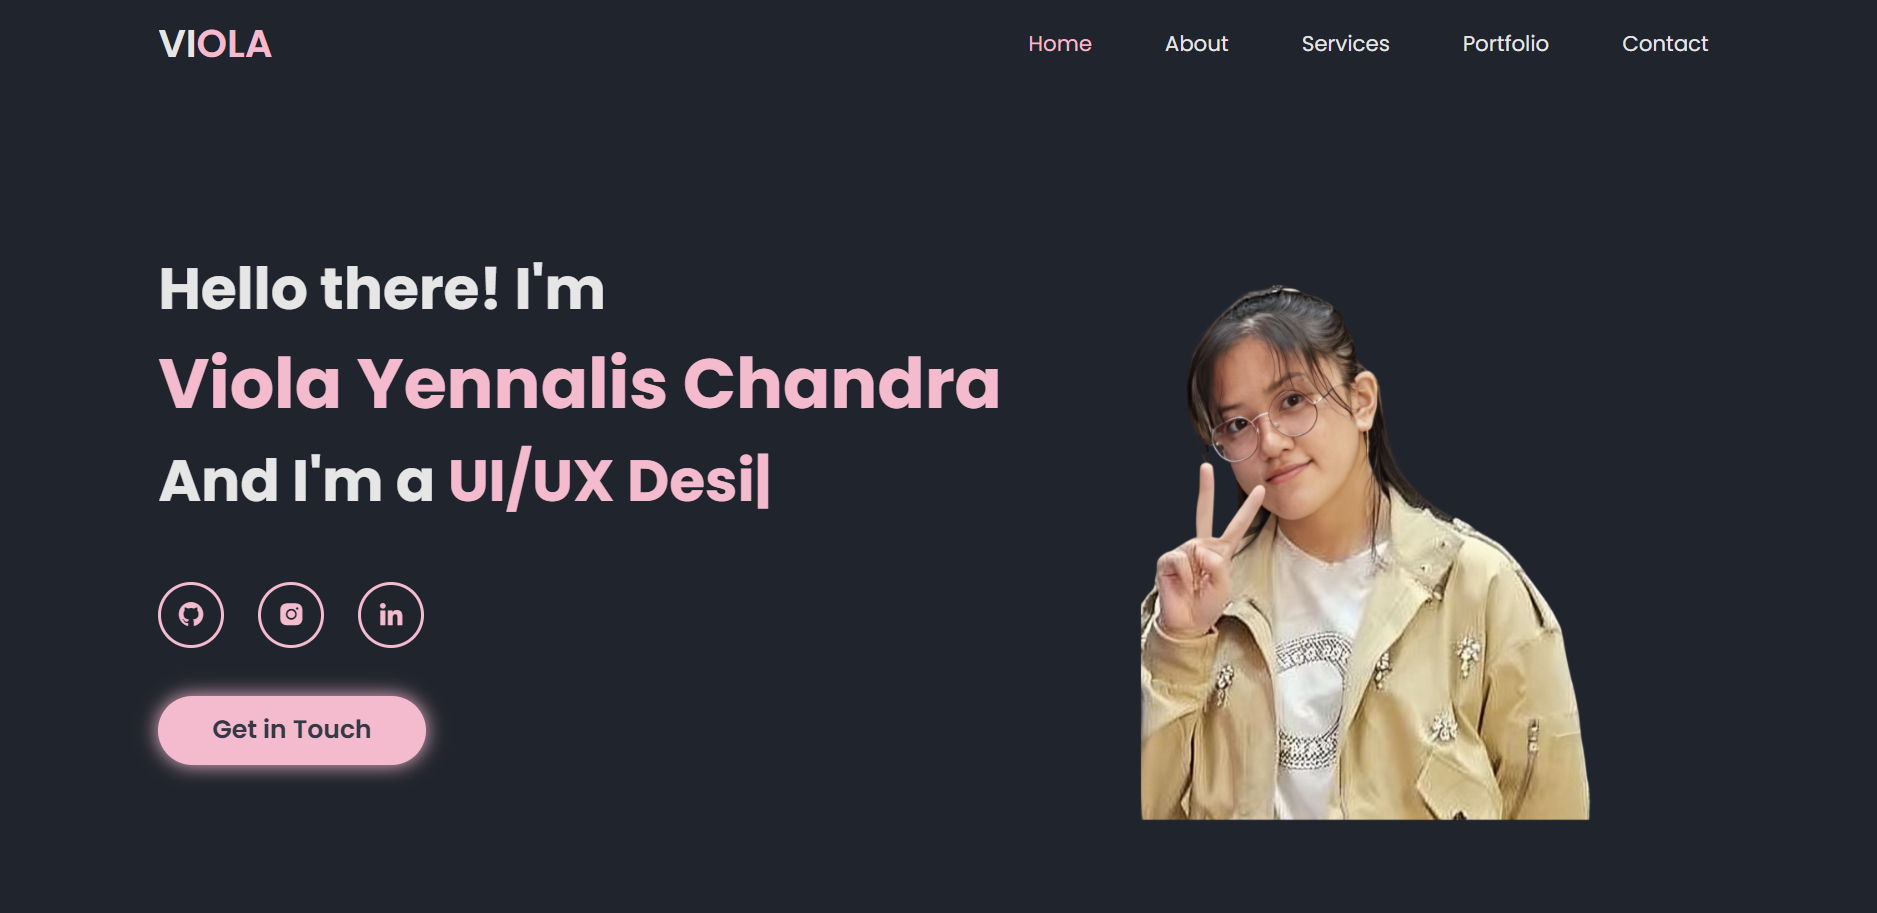 VIOLA
Home About Services Portfolio Contact
Hello there! I'm
Viola Yennalis Chandra
And I'm a UI/UX Desi|
in
Get in Touch